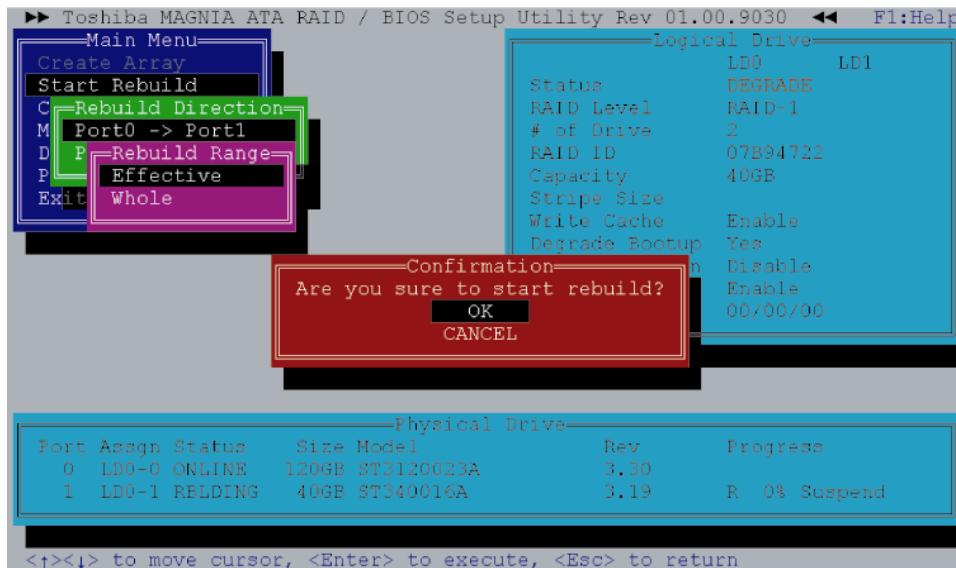 ►► Toshiba MAGNIA ATA RAID / BIOS Setup Utility Rev 01.00.9030 ◄◄ F1:Help
Main Menu
Create Array
Start Rebuild
C
M
D
P
Exit
Rebuild Direction
Port0 -> Port1
P
Rebuild Range
Effective
Whole
Logical Drive
LD0 LD1
Status DEGRADE
RAID Level RAID-1
# of Drive 2
RAID ID 07B94722
Capacity 40GB
Stripe Size
Write Cache Enable
Degrade Bootup Yes
n Disable
Enable
00/00/00
Confirmation
Are you sure to start rebuild?
OK
CANCEL
Physical Drive
Port Assgn Status Size Model Rev Progress
0 LD0-0 ONLINE 120GB ST3120023A 3.30
1 LD0-1 RBLDING 40GB ST340016A 3.19 R 0% Suspend
<↑><↓> to move cursor, <Enter> to execute, <Esc> to return